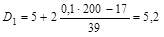 D₁ = 5 + 2 (0,1 · 200 − 17) / 39 = 5,2